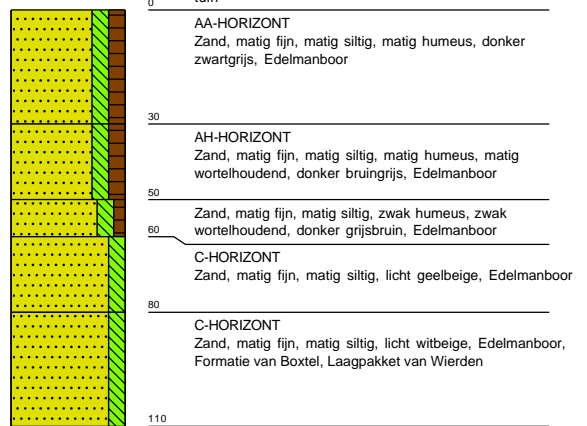 0
tuin
AA-HORIZONT
Zand, matig fijn, matig siltig, matig humeus, donker
zwartgrijs, Edelmanboor
30
AH-HORIZONT
Zand, matig fijn, matig siltig, matig humeus, matig
wortelhoudend, donker bruingrijs, Edelmanboor
50
Zand, matig fijn, matig siltig, zwak humeus, zwak
wortelhoudend, donker grijsbruin, Edelmanboor
60
C-HORIZONT
Zand, matig fijn, matig siltig, licht geelbeige, Edelmanboor
80
C-HORIZONT
Zand, matig fijn, matig siltig, licht witbeige, Edelmanboor,
Formatie van Boxtel, Laagpakket van Wierden
110